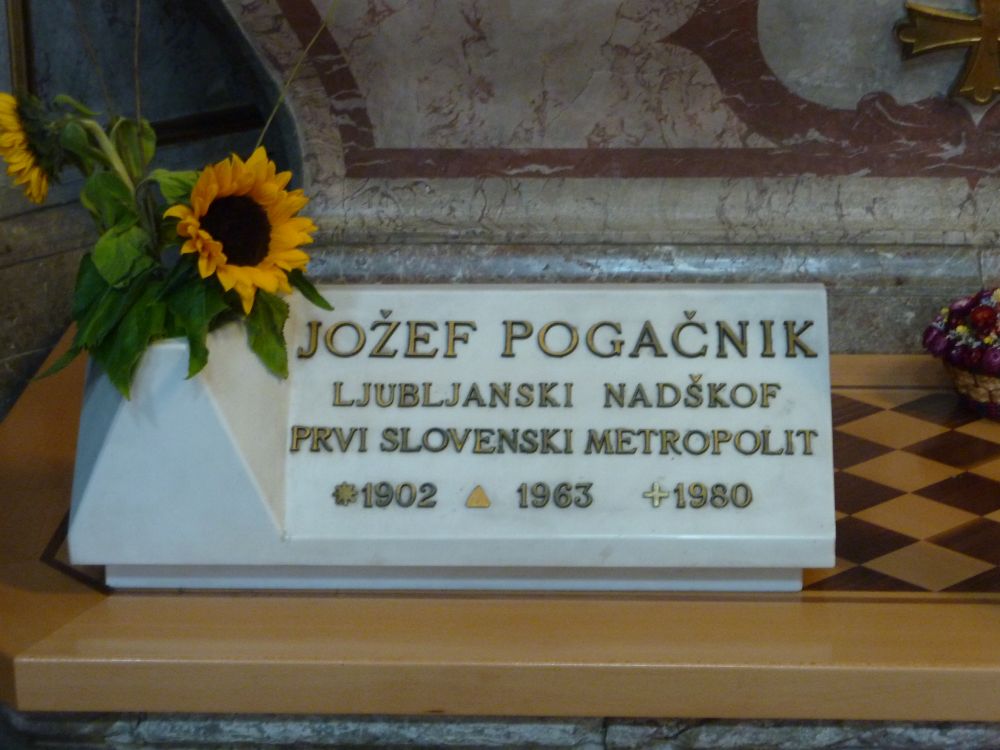 JOŽEF POGAČNIK
LJUBLJANSKI NADŠKOF
PRVI SLOVENSKI METROPOLIT
*1902 △ 1963 +1980